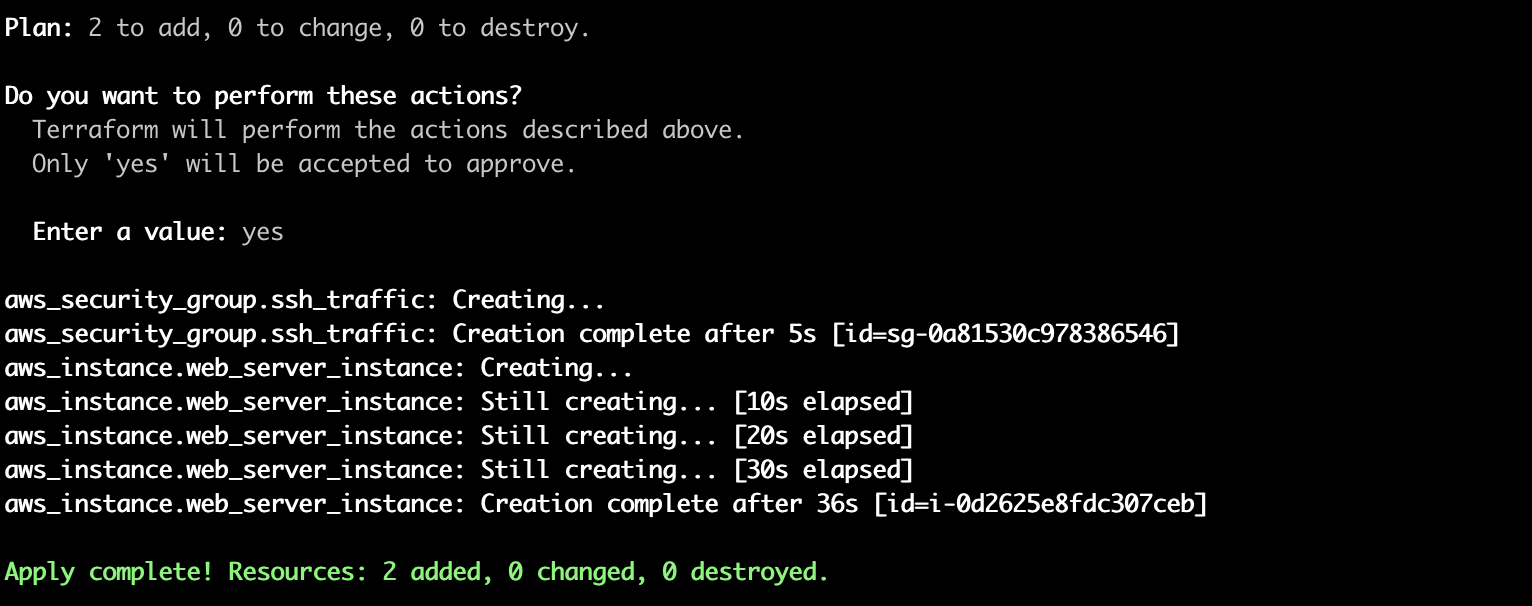 Plan: 2 to add, 0 to change, 0 to destroy.
Do you want to perform these actions?
Terraform will perform the actions described above.
Only 'yes' will be accepted to approve.
Enter a value: yes
aws_security_group.ssh_traffic: Creating...
aws_security_group.ssh_traffic: Creation complete after 5s [id=sg-0a81530c978386546]
aws_instance.web_server_instance: Creating...
aws_instance.web_server_instance: Still creating... [10s elapsed]
aws_instance.web_server_instance: Still creating... [20s elapsed]
aws_instance.web_server_instance: Still creating... [30s elapsed]
aws_instance.web_server_instance: Creation complete after 36s [id=i-0d2625e8fdc307ceb]
Apply complete! Resources: 2 added, 0 changed, 0 destroyed.